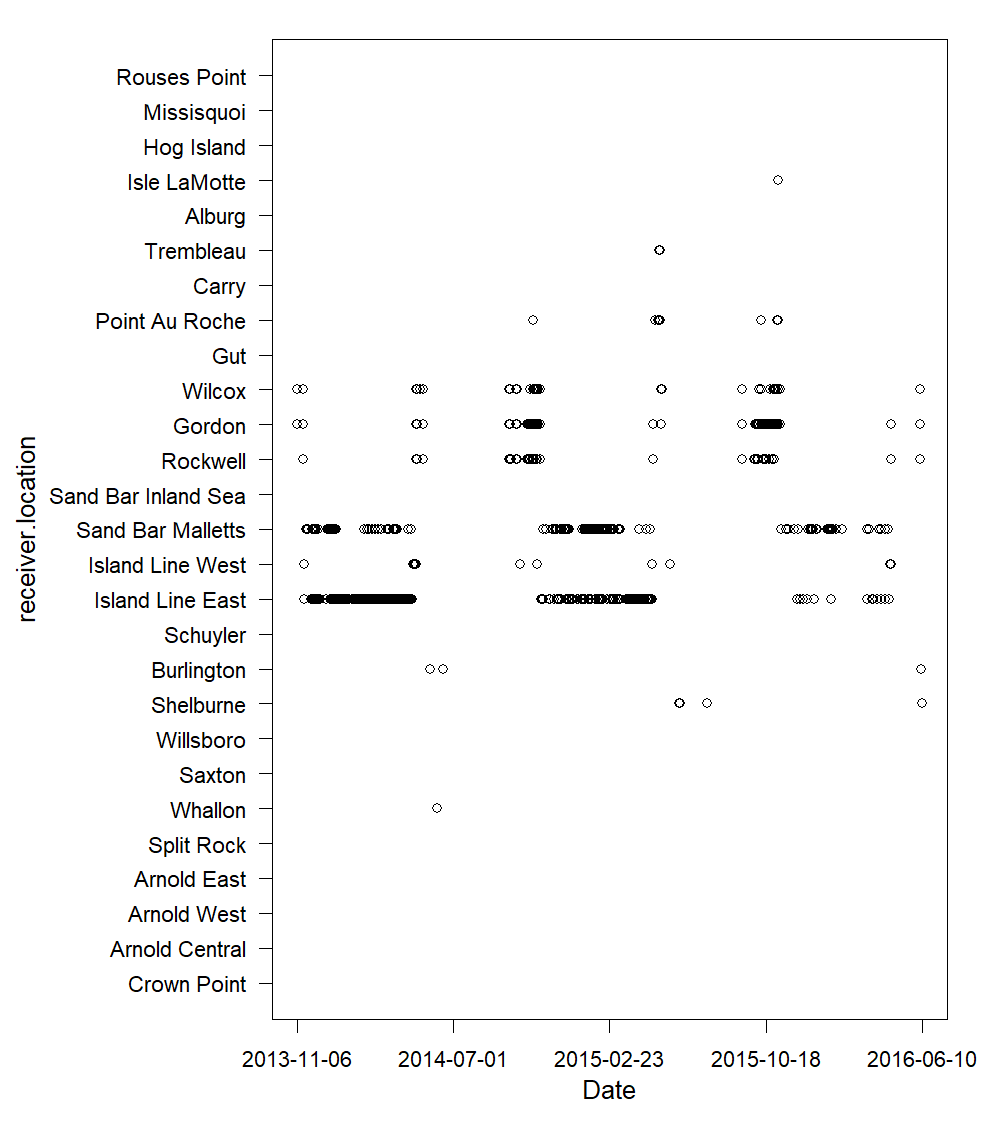 Rouses Point
Missisquoi
Hog Island
Isle LaMotte
Alburg
Trembleau
Carry
Point Au Roche
Gut
Wilcox
Gordon
Rockwell
Sand Bar Inland Sea
Sand Bar Malletts
Island Line West
Island Line East
Schuyler
Burlington
Shelburne
Willsboro
Saxton
Whallon
Split Rock
Arnold East
Arnold West
Arnold Central
Crown Point
receiver.location
2013-11-06 2014-07-01 2015-02-23 2015-10-18 2016-06-10
Date